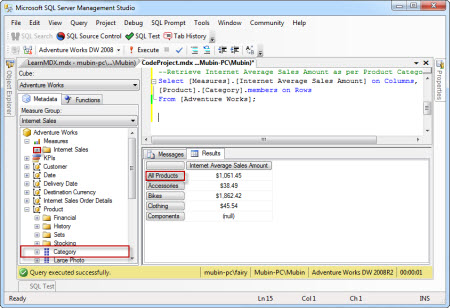 Microsoft SQL Server Management Studio
File Edit View Query Project Debug SQL Prompt Tools Window Community Help
SQL Search SQL Source Control SQL Test Tab History
Adventure Works DW 2008 Execute
LearnMDX.mdx - mubin-pc\...\Mubin) CodeProject.mdx ...Mubin-PC\Mubin)*
Object Explorer
Cube:
Adventure Works
Metadata Functions
Measure Group:
Internet Sales
Adventure Works
Measures
Internet Sales
KPIs
Customer
Date
Delivery Date
Destination Currency
Internet Sales Order Details
Product
Financial
History
Sets
Stocking
Category
Large Photo
--Retrieve Internet Average Sales Amount as per Product Catego
Select [Measures].[Internet Average Sales Amount] on Columns,
[Product].[Category].members on Rows
From [Adventure Works];
Messages Results
Internet Average Sales Amount
All Products $1,061.45
Accessories $38.49
Bikes $1,862.42
Clothing $45.54
Components (null)
Properties
Query executed successfully. mubin-pc\fairy Mubin-PC\Mubin Adventure Works DW 2008R2 00:00:01
SQL Test
Ln 15 Col 1 Ch 1 INS